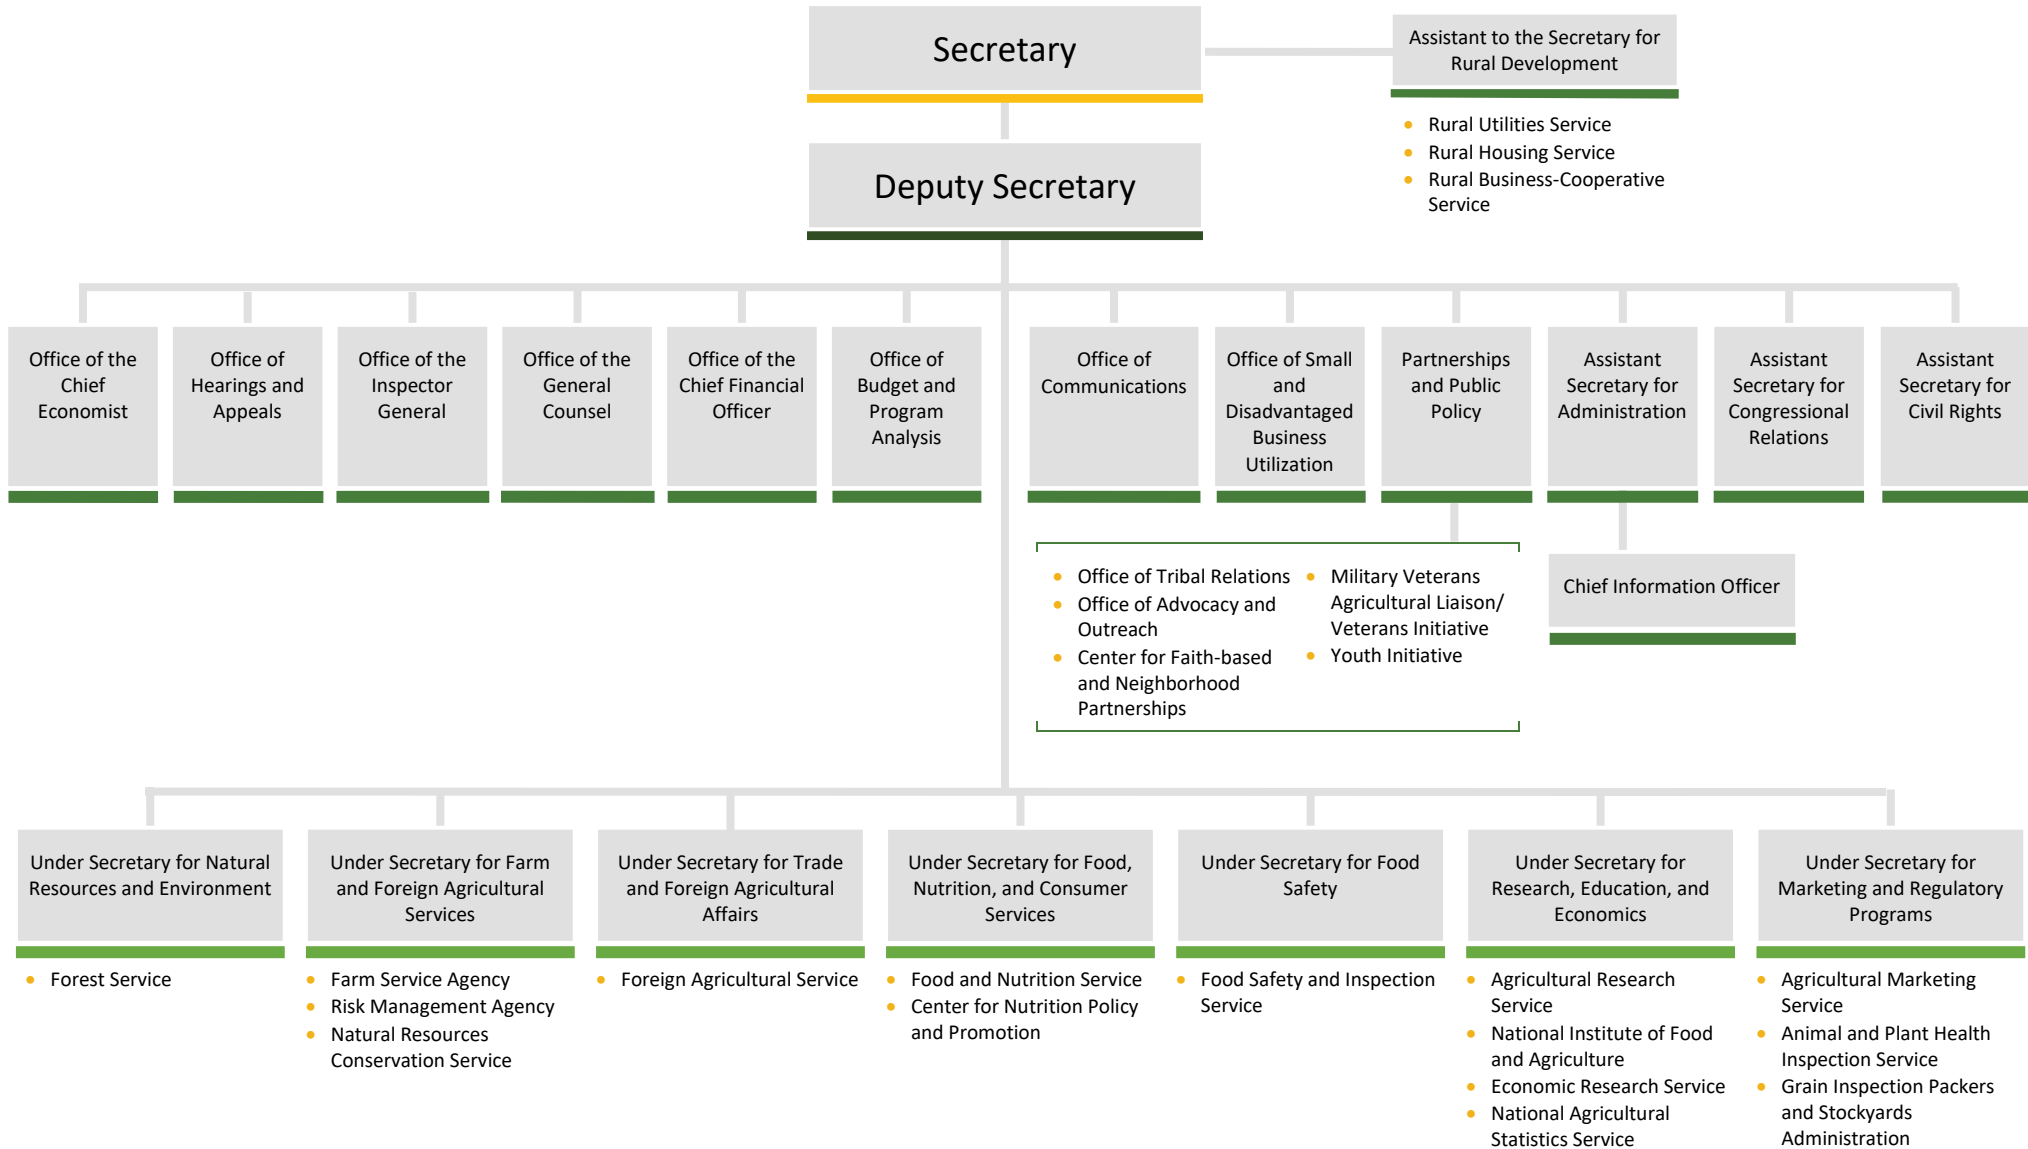 Secretary
Assistant to the Secretary for
Rural Development
Rural Utilities Service
Rural Housing Service
Rural Business-Cooperative
Service
Deputy Secretary
Office of the
Chief
Economist
Office of
Hearings and
Appeals
Office of the
Inspector
General
Office of the
General
Counsel
Office of the
Chief Financial
Officer
Office of
Budget and
Program
Analysis
Office of
Communications
Office of Small
and
Disadvantaged
Business
Utilization
Partnerships
and Public
Policy
Assistant
Secretary for
Administration
Assistant
Secretary for
Congressional
Relations
Assistant
Secretary for
Civil Rights
Office of Tribal Relations
Office of Advocacy and
Outreach
Center for Faith-based
and Neighborhood
Partnerships
Military Veterans
Agricultural Liaison/
Veterans Initiative
Youth Initiative
Chief Information Officer
Under Secretary for Natural
Resources and Environment
Forest Service
Under Secretary for Farm
and Foreign Agricultural
Services
Farm Service Agency
Risk Management Agency
Natural Resources
Conservation Service
Under Secretary for Trade
and Foreign Agricultural
Affairs
Foreign Agricultural Service
Under Secretary for Food,
Nutrition, and Consumer
Services
Food and Nutrition Service
Center for Nutrition Policy
and Promotion
Under Secretary for Food
Safety
Food Safety and Inspection
Service
Under Secretary for
Research, Education, and
Economics
Agricultural Research
Service
National Institute of Food
and Agriculture
Economic Research Service
National Agricultural
Statistics Service
Under Secretary for
Marketing and Regulatory
Programs
Agricultural Marketing
Service
Animal and Plant Health
Inspection Service
Grain Inspection Packers
and Stockyards
Administration